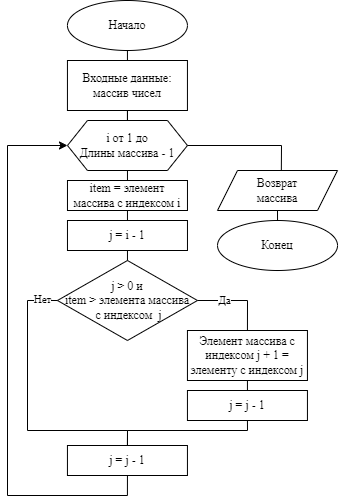 Начало
Входные данные:
массив чисел
i от 1 до
Длины массива - 1
item = элемент
массива с индексом i
j = i - 1
Возврат
массива
Конец
j > 0 и
item > элемента массива
с индексом j
Нет
Да
Элемент массива с
индексом j + 1 =
элементу с индексом j
j = j - 1
j = j - 1